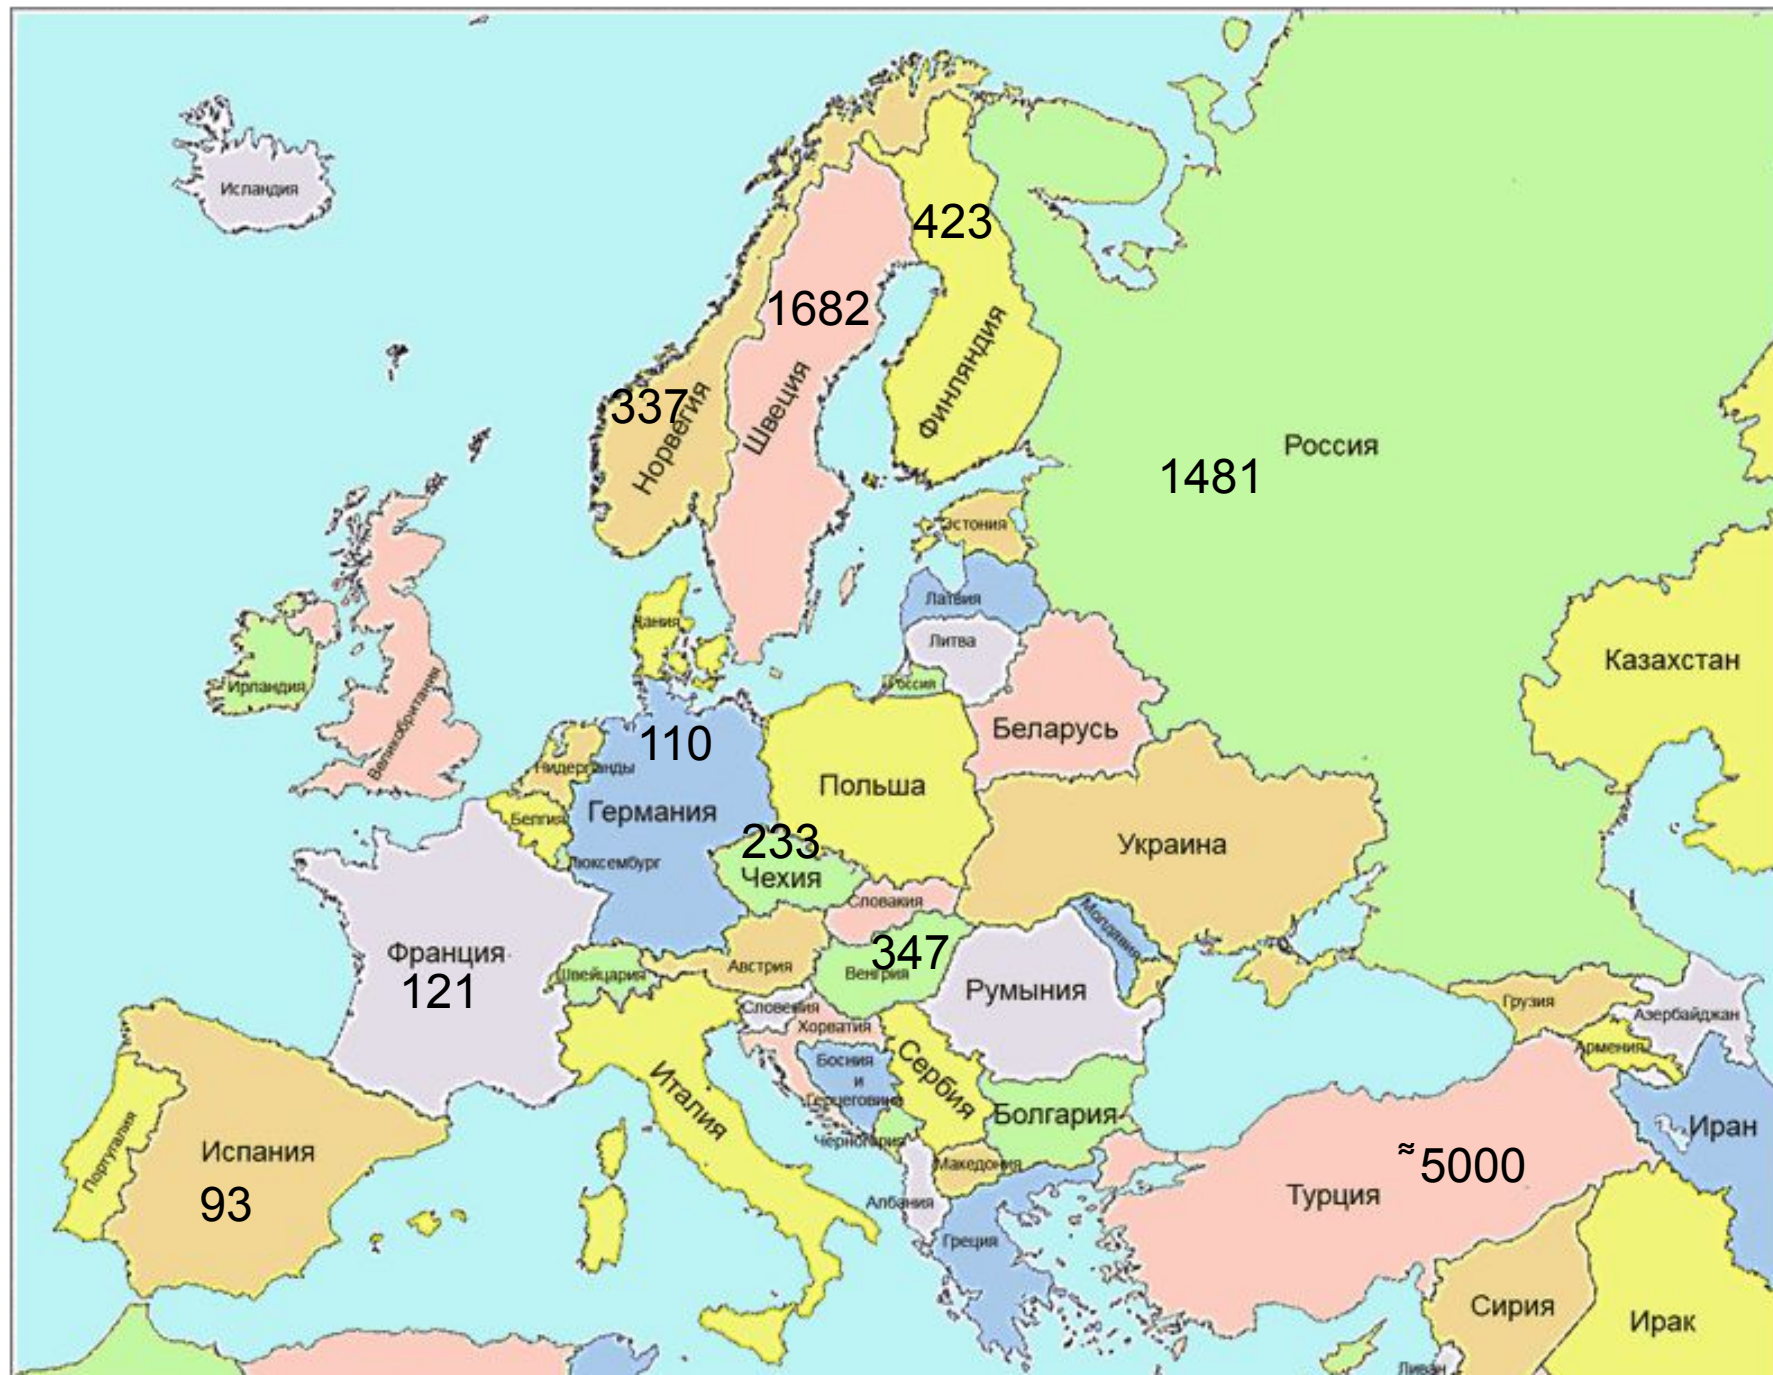 Исландия
423
1682
Финляндия
337
Норвегия
Швеция
Россия
1481
Эстония
Латвия
Литва
Россия
Дания
Ирландия
Великобритания
Казахстан
Беларусь
110
Нидерланды
Германия
Польша
Белгия
233
Украина
Люксембург
Чехия
Словакия
Молдавия
Франция
121
347
Швейцария
Австрия
Венгрия
Румыния
Словения
Хорватия
Грузия
Азербайджан
Армения
Босния
и
Герцеговина
Сербия
Италия
Болгария
Черногория
Иран
Португалия
Испания
93
Македония
≈5000
Турция
Албания
Греция
Сирия
Ирак
Ливан